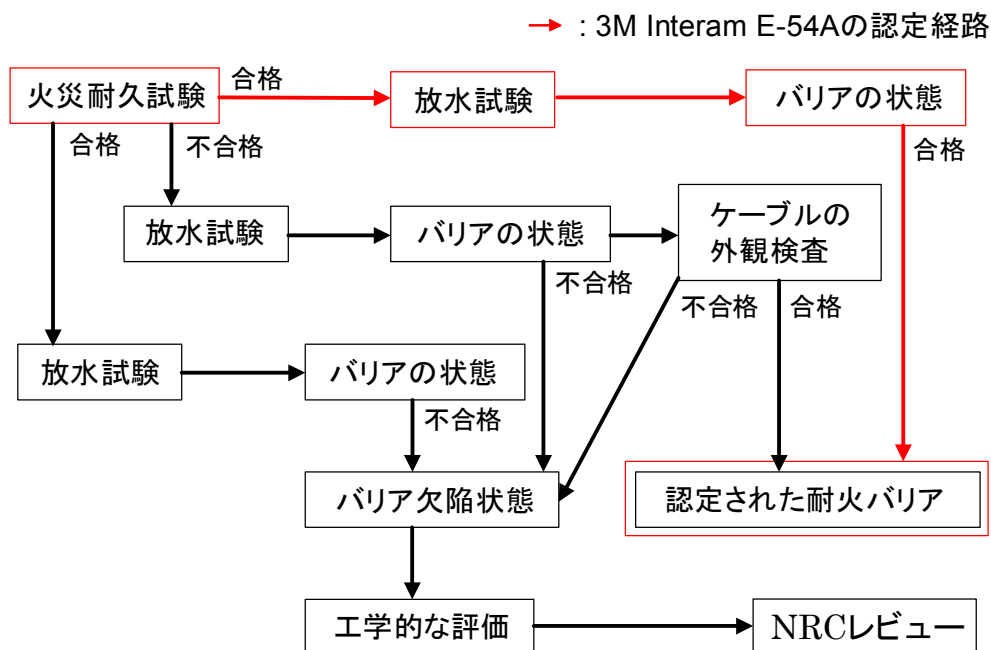 : 3M Interam E-54Aの認定経路
火災耐久試験
合格
放水試験
バリアの状態
合格
不合格
合格
放水試験
バリアの状態
ケーブルの
外観検査
不合格
不合格
合格
放水試験
バリアの状態
不合格
バリア欠陥状態
認定された耐火バリア
工学的な評価
NRCレビュー